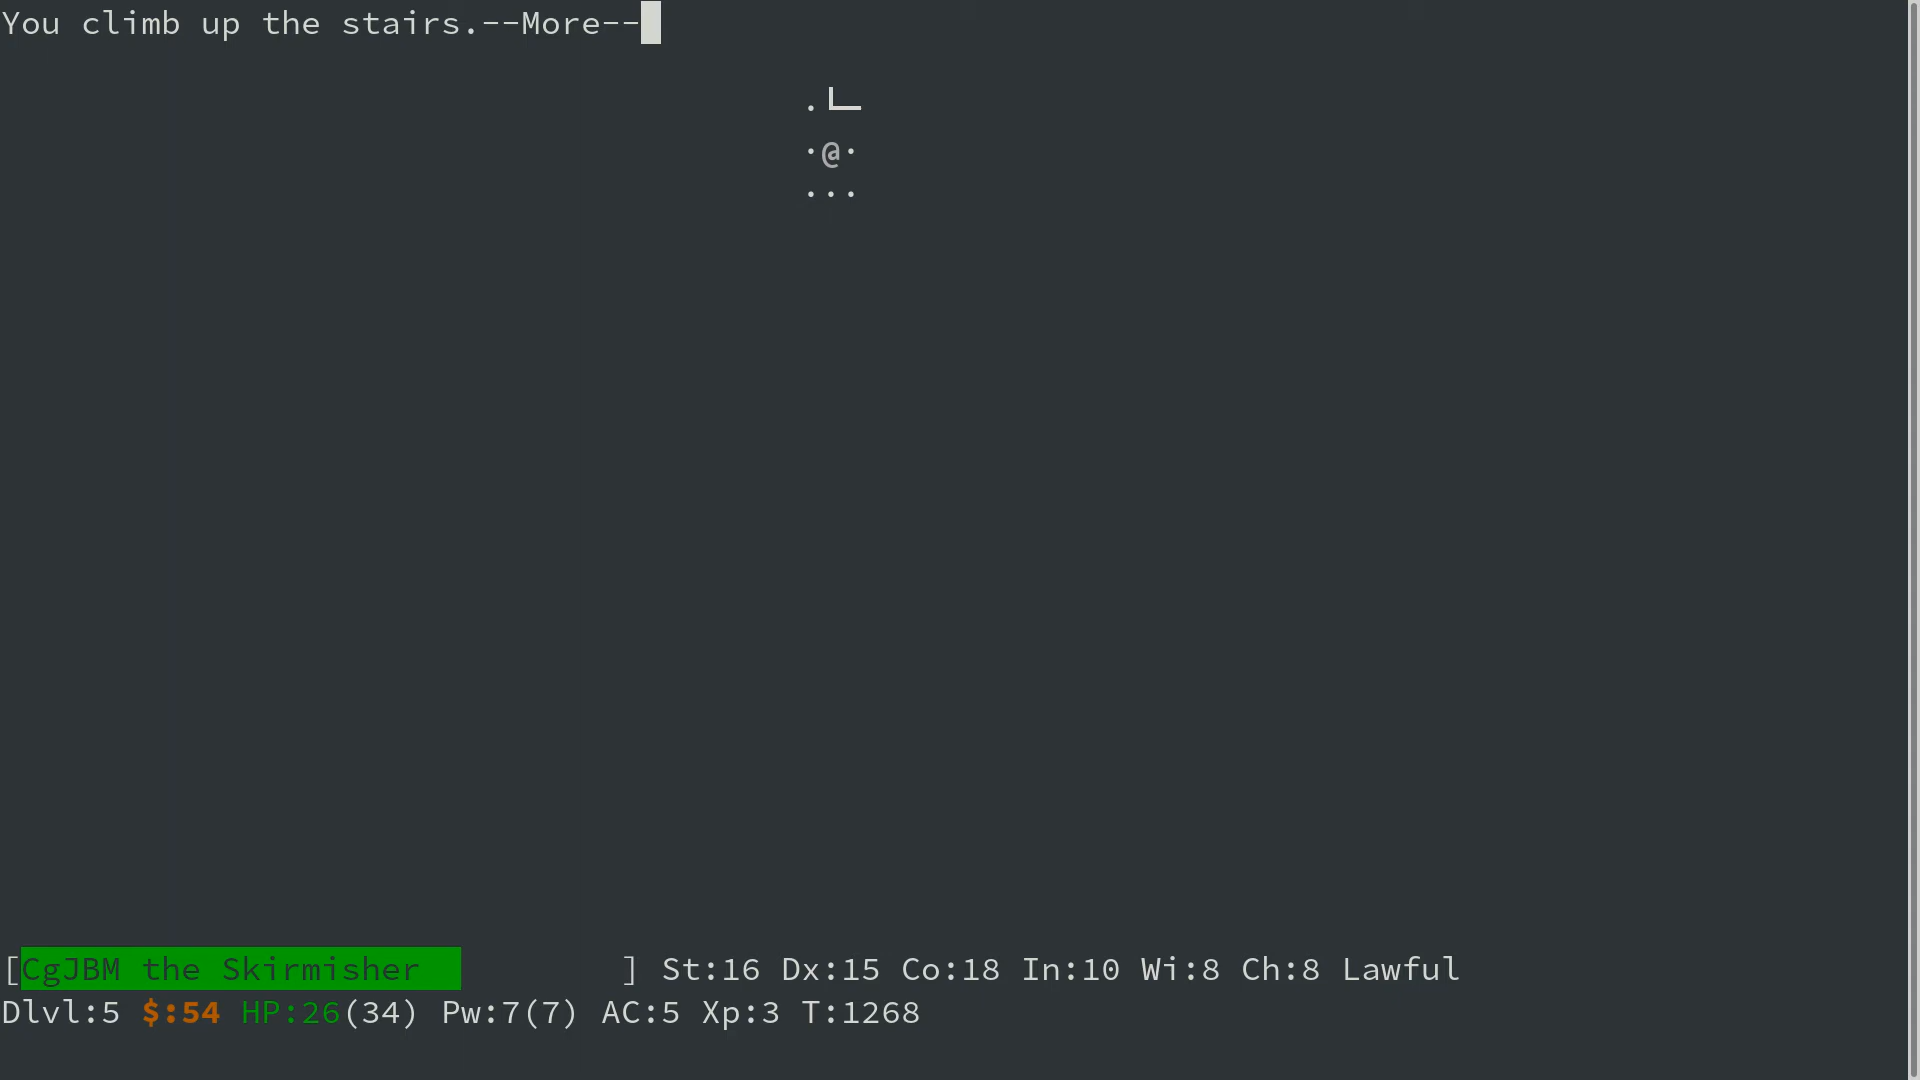 You climb up the stairs.--More--
.└
·@·
···
[CgJBM the Skirmisher          ] St:16 Dx:15 Co:18 In:10 Wi:8 Ch:8 Lawful
Dlvl:5 $:54 HP:26(34) Pw:7(7) AC:5 Xp:3 T:1268